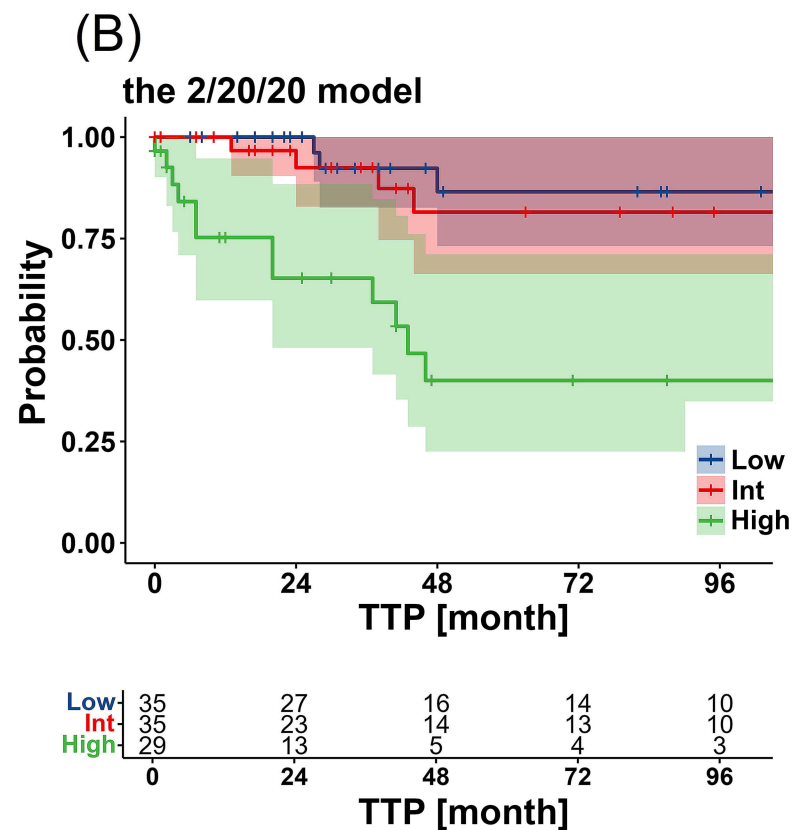 (B)
the 2/20/20 model
1.00
0.75
0.50
0.25
0.00
Probability
0 24 48 72 96
TTP [month]
Low
Int
High
Low 35 27 16 14 10
Int 35 23 14 13 10
High 29 13 5 4 3
0 24 48 72 96
TTP [month]